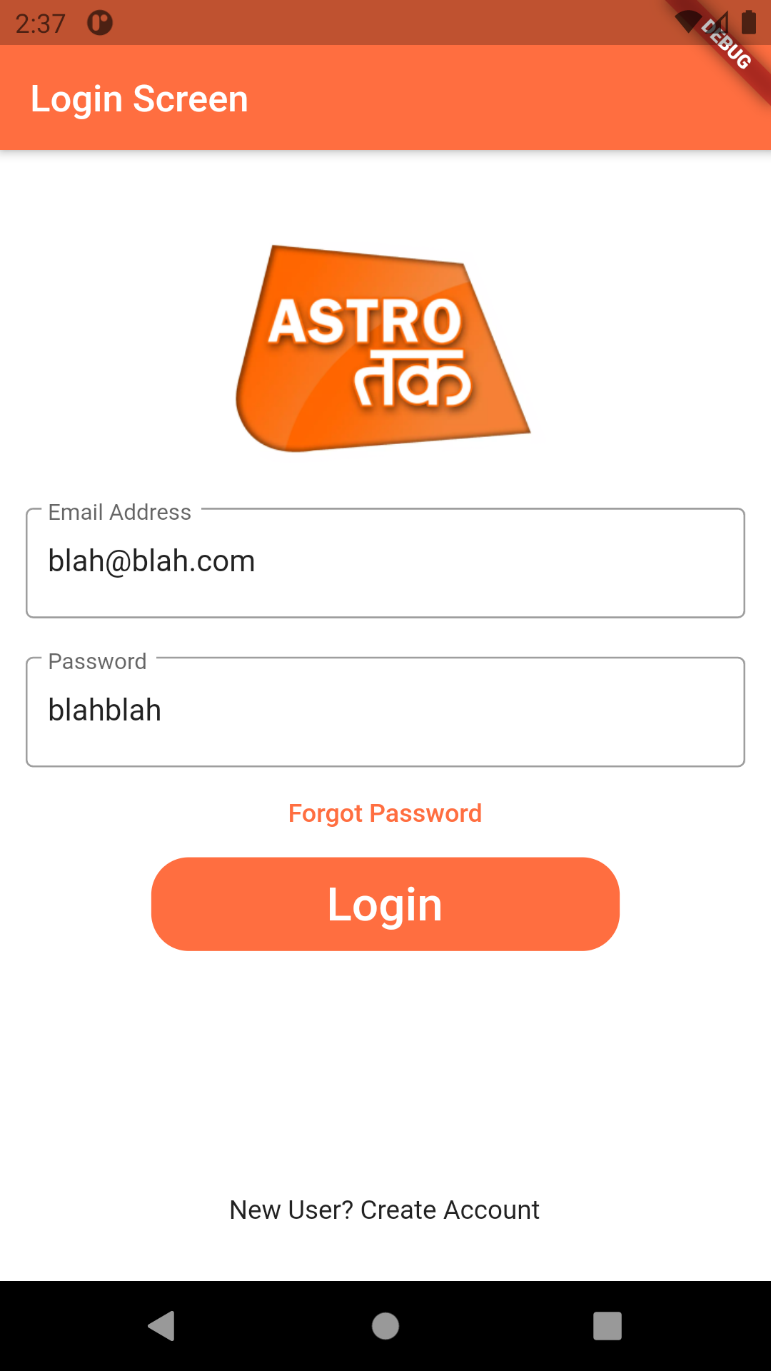 2:37
DEBUG
Login Screen
ASTRO
तक
Email Address
blah@blah.com
Password
blahblah
Forgot Password
Login
New User? Create Account